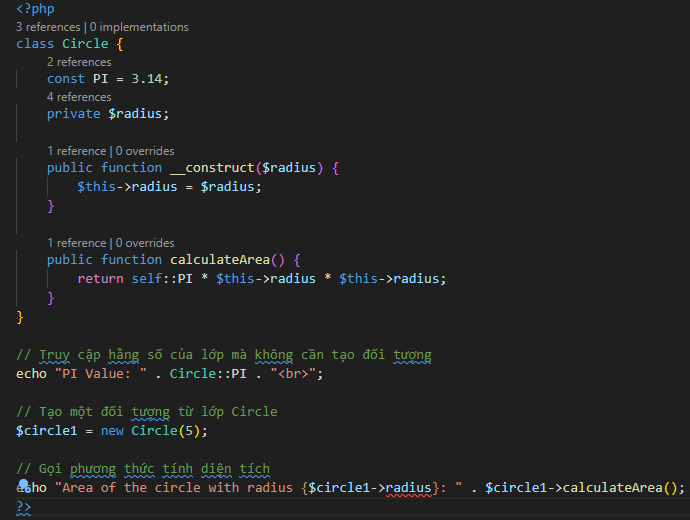 <?php
3 references | 0 implementations
class Circle {
2 references
const PI = 3.14;
4 references
private $radius;
1 reference | 0 overrides
public function __construct($radius) {
$this->radius = $radius;
}
1 reference | 0 overrides
public function calculateArea() {
return self::PI * $this->radius * $this->radius;
}
}
// Truy cập hằng số của lớp mà không cần tạo đối tượng
echo "PI Value: " . Circle::PI . "<br>";
// Tạo một đối tượng từ lớp Circle
$circle1 = new Circle(5);
// Gọi phương thức tính diện tích
echo "Area of the circle with radius {$circle1->radius}: " . $circle1->calculateArea();
?>